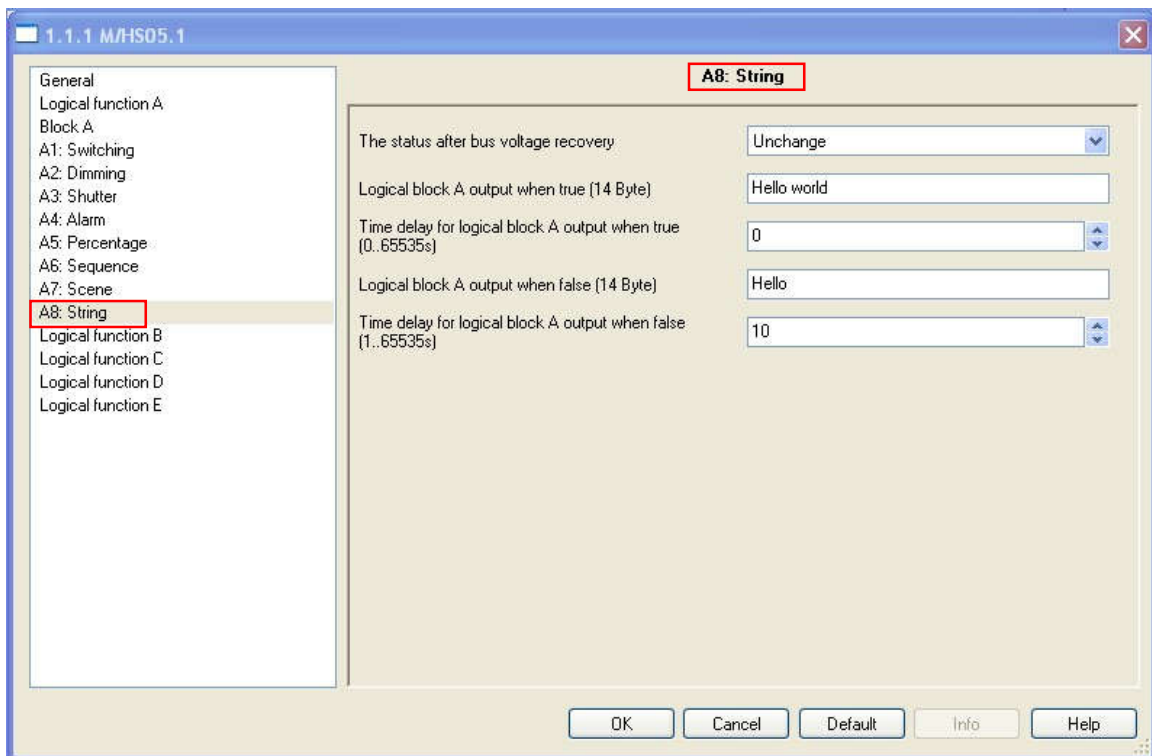 1.1.1 M/HS05.1
General
Logical function A
Block A
A1: Switching
A2: Dimming
A3: Shutter
A4: Alarm
A5: Percentage
A6: Sequence
A7: Scene
A8: String
Logical function B
Logical function C
Logical function D
Logical function E
A8: String
The status after bus voltage recovery
Unchange
Logical block A output when true (14 Byte)
Hello world
Time delay for logical block A output when true
(0..65535s)
0
Logical block A output when false (14 Byte)
Hello
Time delay for logical block A output when false
(1..65535s)
10
OK
Cancel
Default
Info
Help